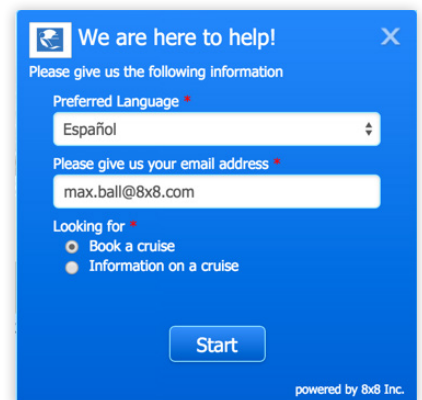 We are here to help!
Please give us the following information
Preferred Language *
Español
Please give us your email address *
max.ball@8x8.com
Looking for *
Book a cruise
Information on a cruise
Start
powered by 8x8 Inc.